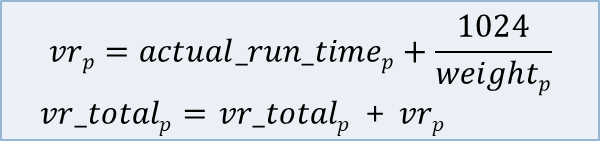 vr_p = actual_run_time_p + 1024/weight_p
vr_total_p = vr_total_p + vr_p